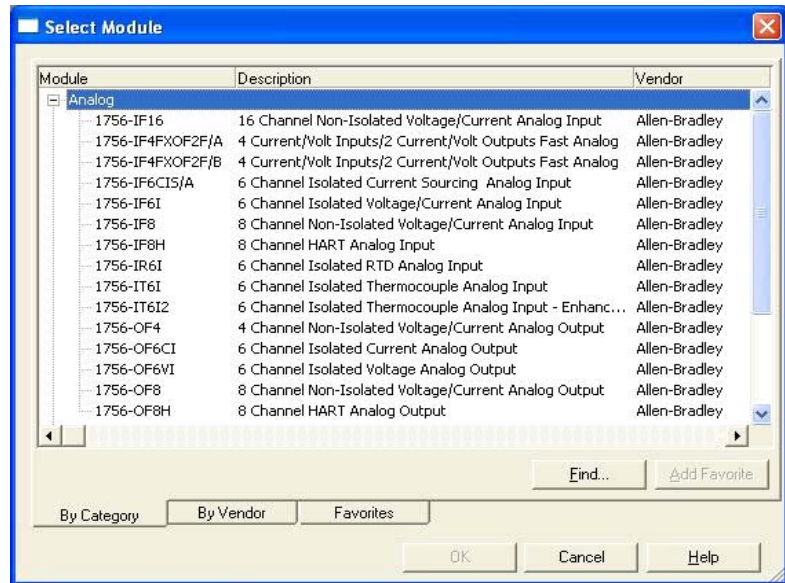 Select Module
Module Description Vendor
Analog
1756-IF16 16 Channel Non-Isolated Voltage/Current Analog Input Allen-Bradley
1756-IF4FXOF2F/A 4 Current/Volt Inputs/2 Current/Volt Outputs Fast Analog Allen-Bradley
1756-IF4FXOF2F/B 4 Current/Volt Inputs/2 Current/Volt Outputs Fast Analog Allen-Bradley
1756-IF6CIS/A 6 Channel Isolated Current Sourcing Analog Input Allen-Bradley
1756-IF6I 6 Channel Isolated Voltage/Current Analog Input Allen-Bradley
1756-IF8 8 Channel Non-Isolated Voltage/Current Analog Input Allen-Bradley
1756-IF8H 8 Channel HART Analog Input Allen-Bradley
1756-IR6I 6 Channel Isolated RTD Analog Input Allen-Bradley
1756-IT6I 6 Channel Isolated Thermocouple Analog Input Allen-Bradley
1756-IT6I2 6 Channel Isolated Thermocouple Analog Input - Enhanc... Allen-Bradley
1756-OF4 4 Channel Non-Isolated Voltage/Current Analog Output Allen-Bradley
1756-OF6CI 6 Channel Isolated Current Analog Output Allen-Bradley
1756-OF6VI 6 Channel Isolated Voltage Analog Output Allen-Bradley
1756-OF8 8 Channel Non-Isolated Voltage/Current Analog Output Allen-Bradley
1756-OF8H 8 Channel HART Analog Output Allen-Bradley
Find... Add Favorite
By Category By Vendor Favorites
OK Cancel Help